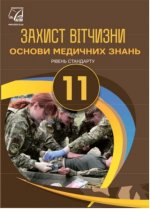 ЗАХИСТ ВІТЧИЗНИ
ОСНОВИ МЕДИЧНИХ ЗНАНЬ
РІВЕНЬ СТАНДАРТУ
11